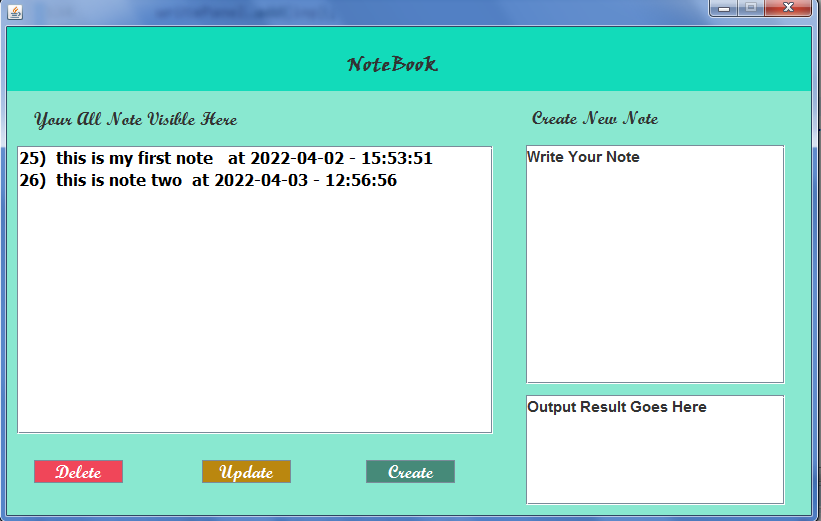 NoteBook
Your All Note Visible Here
25)  this is my first note   at 2022-04-02 - 15:53:51
26)  this is note two  at 2022-04-03 - 12:56:56
Delete
Update
Create
Create New Note
Write Your Note
Output Result Goes Here